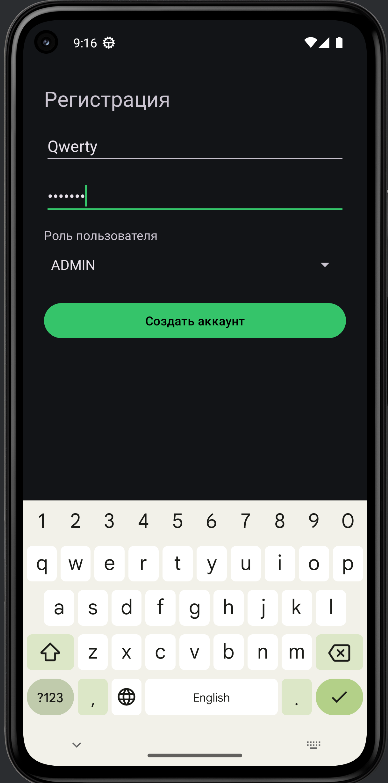 9:16
Регистрация
Qwerty
•••••••
Роль пользователя
ADMIN
Создать аккаунт
1 2 3 4 5 6 7 8 9 0
q w e r t y u i o p
a s d f g h j k l
z x c v b n m
?123 , English .